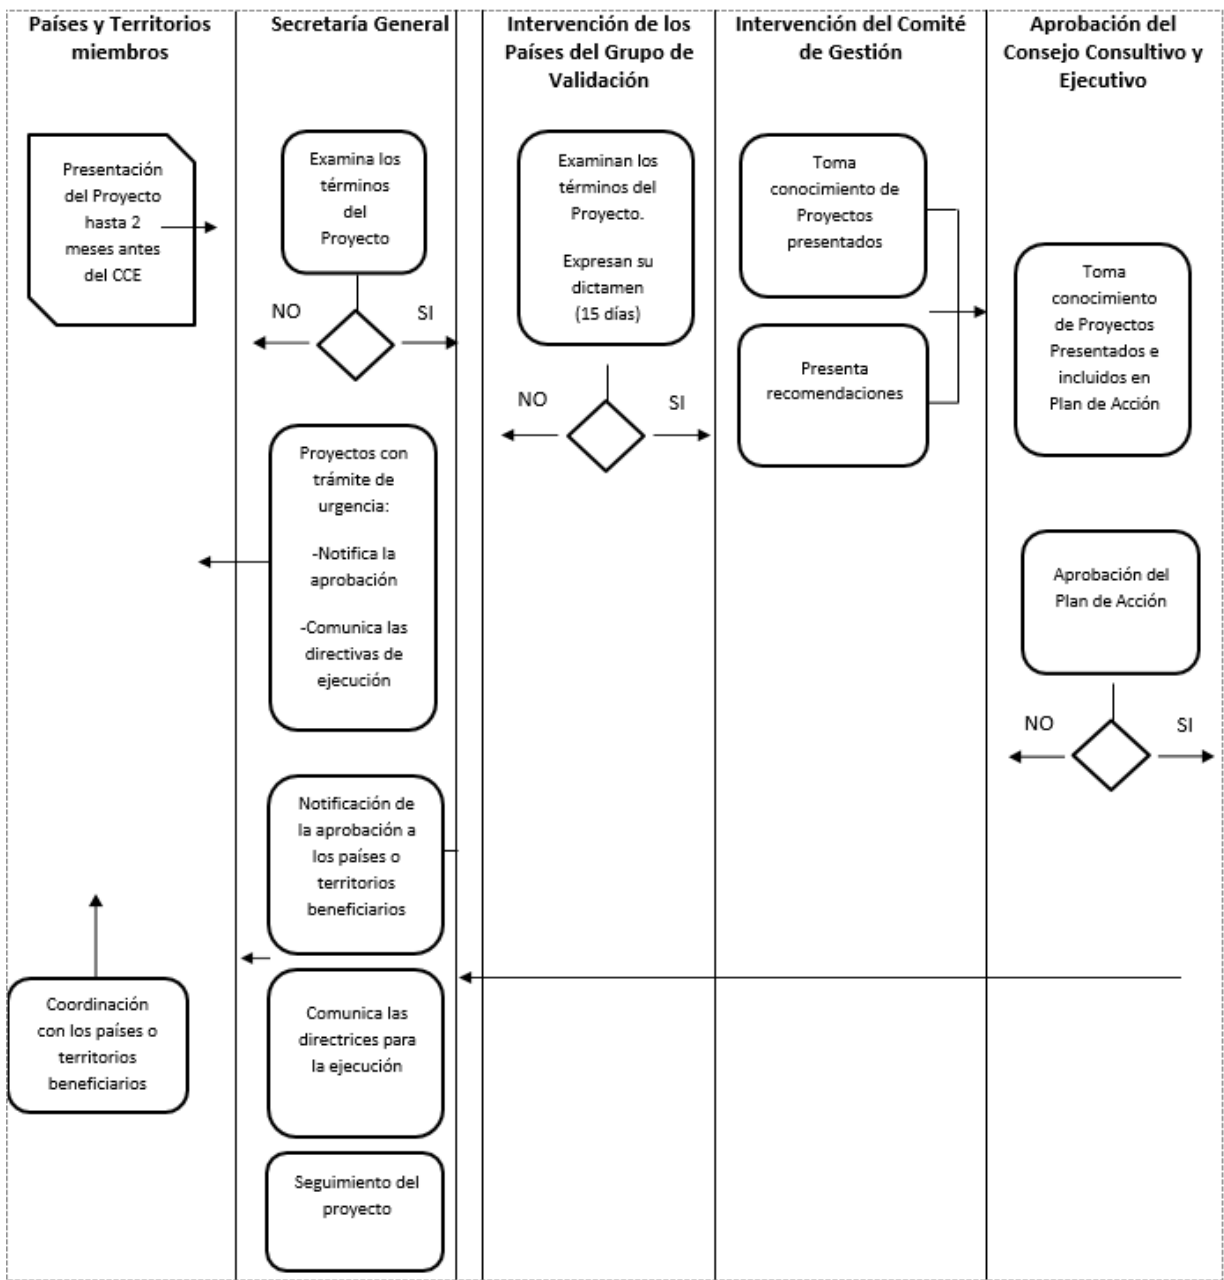 Países y Territorios
miembros
Secretaría General
Intervención de los
Países del Grupo de
Validación
Intervención del Comité
de Gestión
Aprobación del
Consejo Consultivo y
Ejecutivo
Presentación
del Proyecto
hasta 2
meses antes
del CCE
Examina los
términos
del
Proyecto
NO
SI
Examinan los
términos del
Proyecto.
Expresan su
dictamen
(15 días)
NO
SI
Toma
conocimiento de
Proyectos
presentados
Presenta
recomendaciones
Toma
conocimiento
de Proyectos
Presentados e
incluidos en
Plan de Acción
Proyectos con
trámite de
urgencia:
-Notifica la
aprobación
-Comunica las
directivas de
ejecución
Aprobación del
Plan de Acción
NO
SI
Notificación de
la aprobación a
los países o
territorios
beneficiarios
Coordinación
con los países o
territorios
beneficiarios
Comunica las
directrices para
la ejecución
Seguimiento del
proyecto